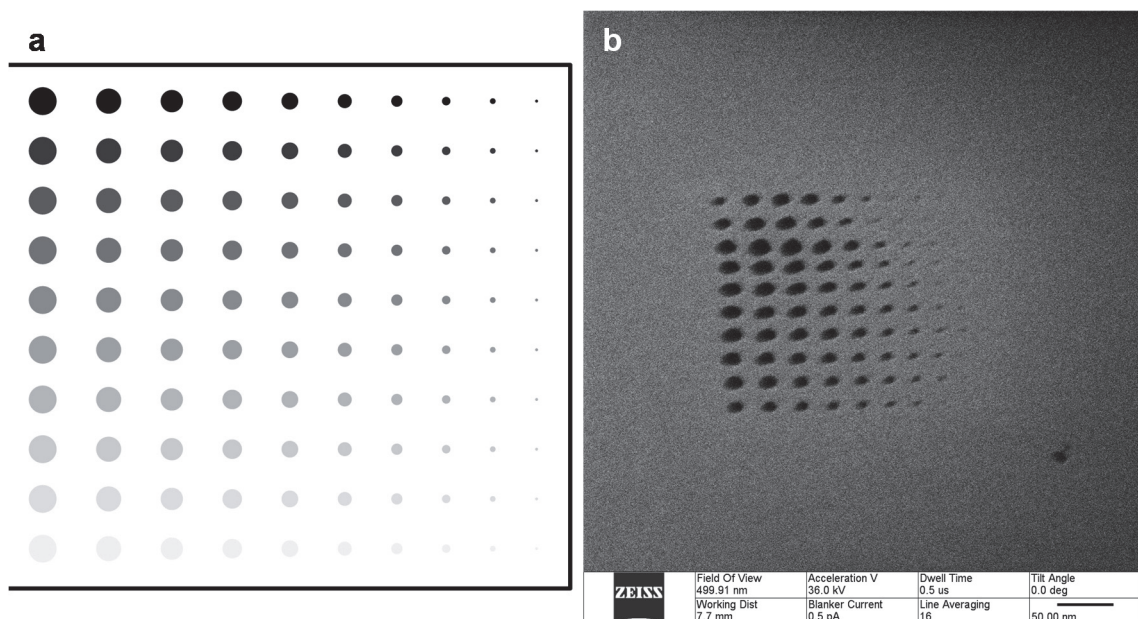 a
b
ZEISS
Field Of View
499.91 nm
Acceleration V
36.0 kV
Dwell Time
0.5 us
Tilt Angle
0.0 deg
Working Dist
7.7 mm
Blanker Current
0.5 pA
Line Averaging
16
50.00 nm